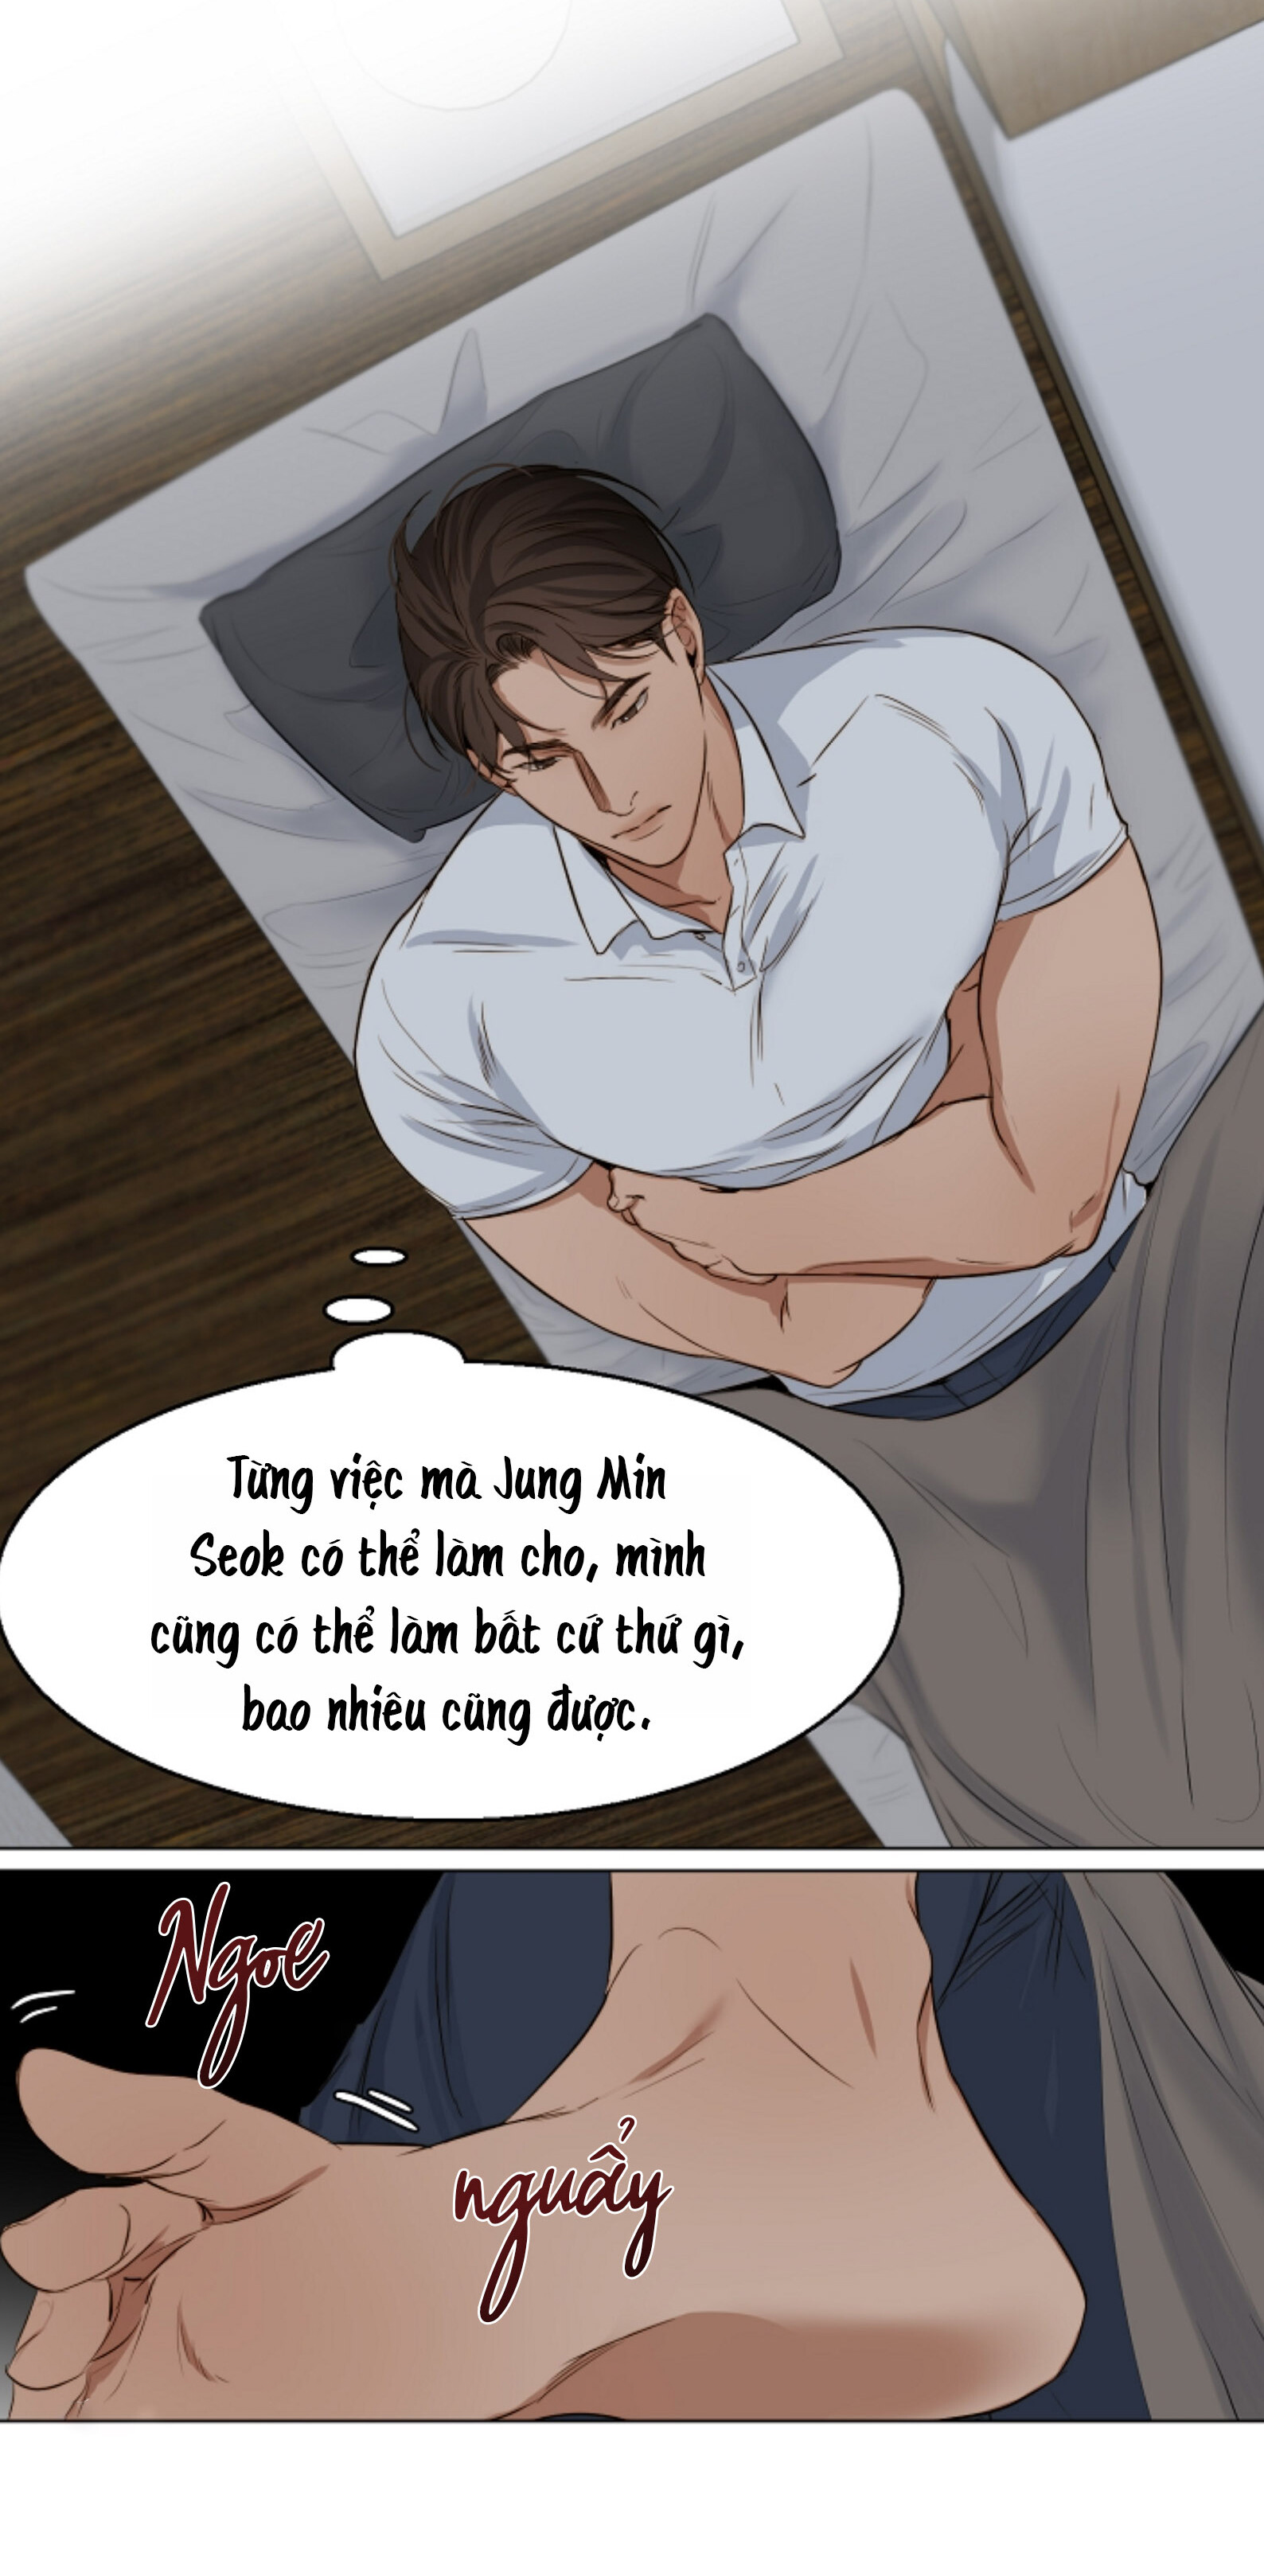 Từng việc mà Jung Min
Seok có thể làm cho, mình
cũng có thể làm bất cứ thứ gì,
bao nhiêu cũng được.
Ngoe
nguẩy